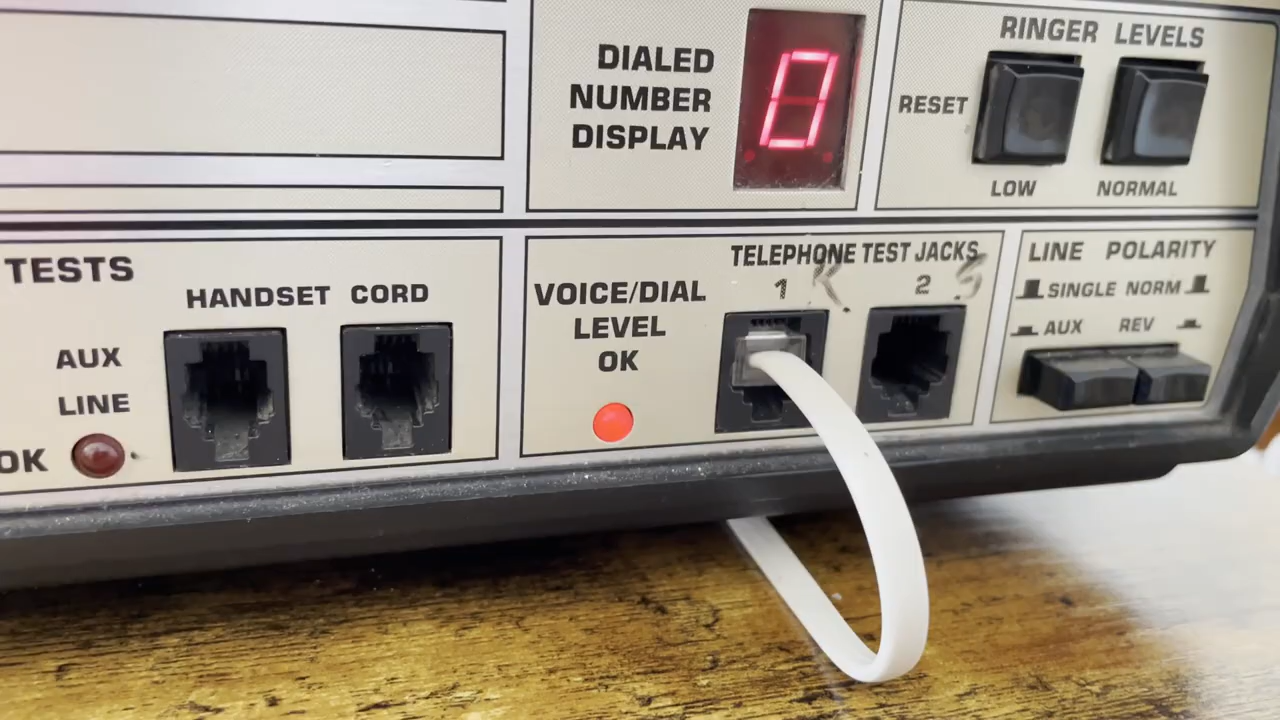 DIALED
NUMBER
DISPLAY
0
RINGER LEVELS
RESET
LOW NORMAL
TESTS
HANDSET CORD
AUX
LINE
OK
VOICE/DIAL
LEVEL
OK
TELEPHONE TEST JACKS
1 R 2 S
LINE POLARITY
SINGLE NORM
AUX REV